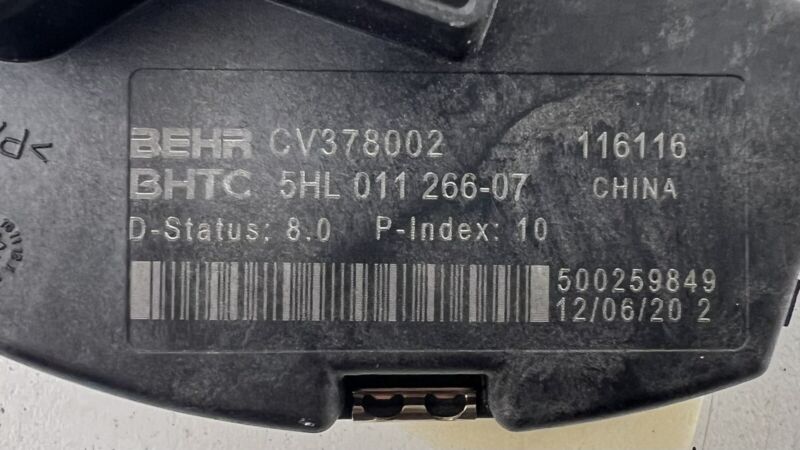 BEHR CV378002 116116
BHTC 5HL 011 266-07 CHINA
D-Status: 8.0 P-Index: 10
500259849
12/06/20 2
>P